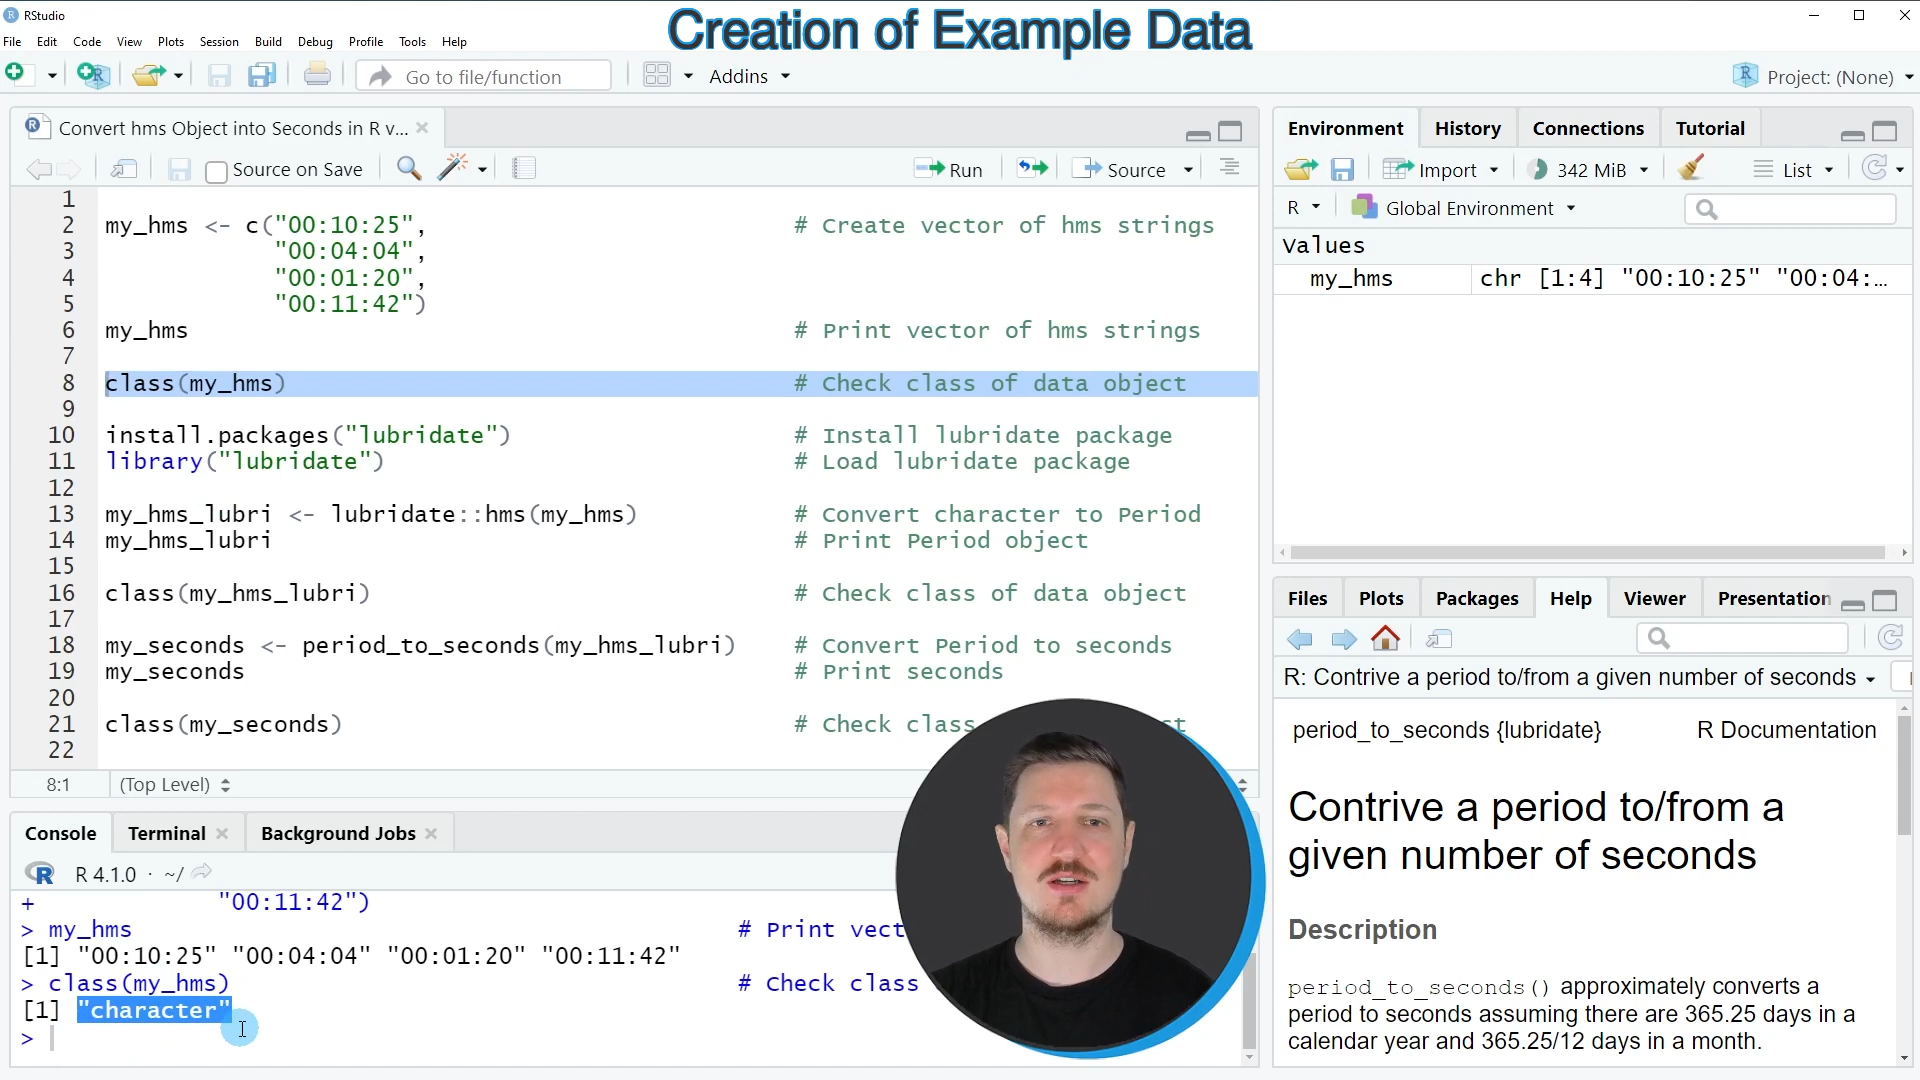 RStudio
Creation of Example Data
File Edit Code View Plots Session Build Debug Profile Tools Help
Go to file/function Addins Project: (None)
Convert hms Object into Seconds in R v...
Source on Save Run Source
1
2 my_hms <- c("00:10:25", # Create vector of hms strings
3 "00:04:04",
4 "00:01:20",
5 "00:11:42")
6 my_hms # Print vector of hms strings
7
8 class(my_hms) # Check class of data object
9
10 install.packages("lubridate") # Install lubridate package
11 library("lubridate") # Load lubridate package
12
13 my_hms_lubri <- lubridate::hms(my_hms) # Convert character to Period
14 my_hms_lubri # Print Period object
15
16 class(my_hms_lubri) # Check class of data object
17
18 my_seconds <- period_to_seconds(my_hms_lubri) # Convert Period to seconds
19 my_seconds # Print seconds
20
21 class(my_seconds) # Check class
22
8:1 (Top Level)
Console Terminal Background Jobs
R 4.1.0 · ~/
+ "00:11:42")
> my_hms # Print vect
[1] "00:10:25" "00:04:04" "00:01:20" "00:11:42"
> class(my_hms) # Check class
[1] "character"
>
Environment History Connections Tutorial
Import 342 MiB List
R Global Environment
Values
my_hms chr [1:4] "00:10:25" "00:04:…
Files Plots Packages Help Viewer Presentation
R: Contrive a period to/from a given number of seconds
period_to_seconds {lubridate} R Documentation
Contrive a period to/from a
given number of seconds
Description
period_to_seconds() approximately converts a
period to seconds assuming there are 365.25 days in a
calendar year and 365.25/12 days in a month.